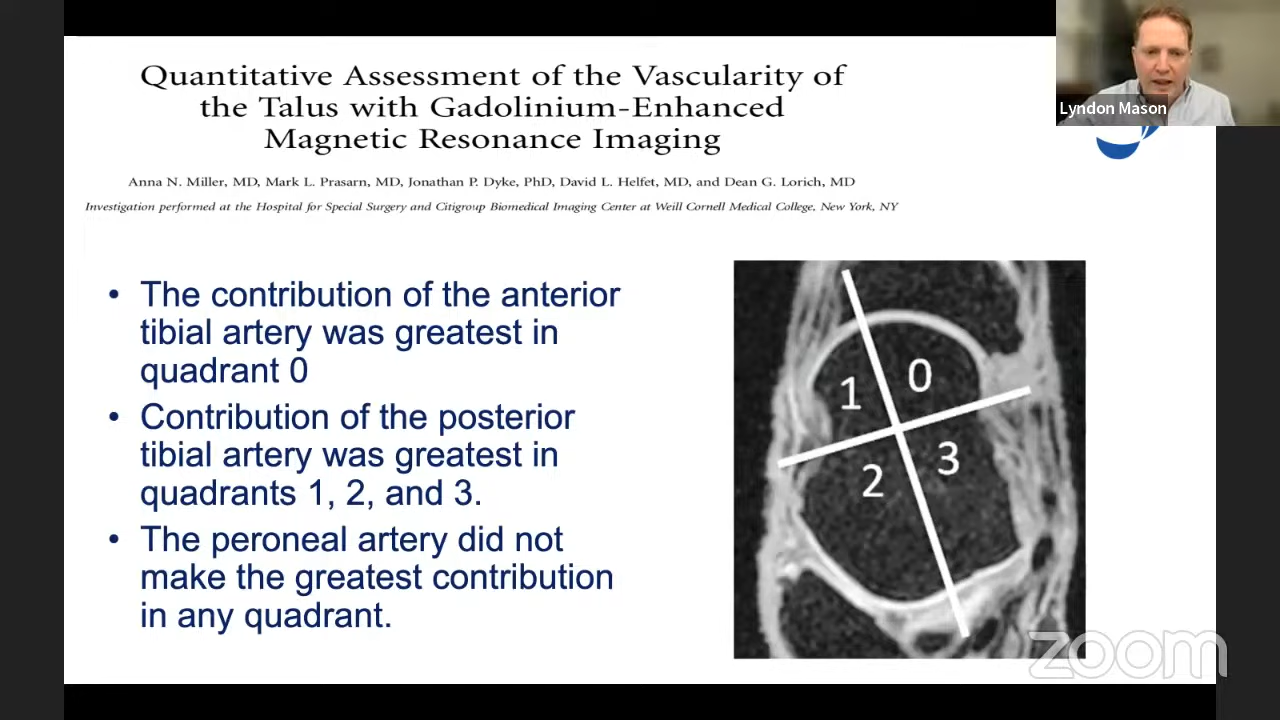 Quantitative Assessment of the Vascularity of
the Talus with Gadolinium-Enhanced
Magnetic Resonance Imaging
Anna N. Miller, MD, Mark L. Prasarn, MD, Jonathan P. Dyke, PhD, David L. Helfet, MD, and Dean G. Lorich, MD
Investigation performed at the Hospital for Special Surgery and Citigroup Biomedical Imaging Center at Weill Cornell Medical College, New York, NY
Lyndon Mason
• The contribution of the anterior
tibial artery was greatest in
quadrant 0
• Contribution of the posterior
tibial artery was greatest in
quadrants 1, 2, and 3.
• The peroneal artery did not
make the greatest contribution
in any quadrant.
1 0
2 3
zoom